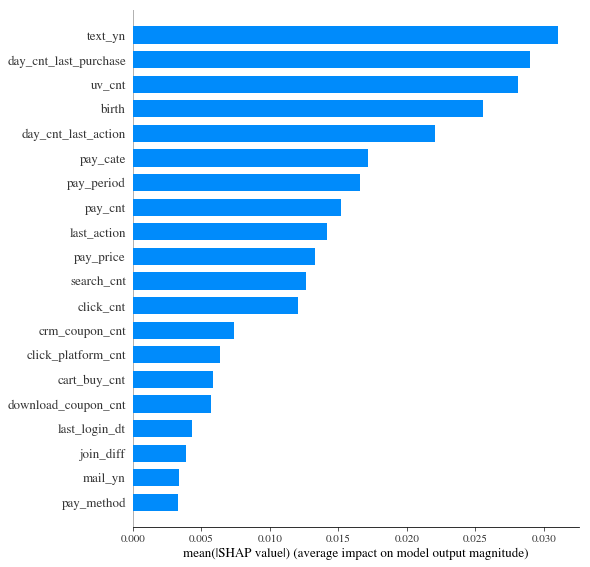 text_yn
day_cnt_last_purchase
uv_cnt
birth
day_cnt_last_action
pay_cate
pay_period
pay_cnt
last_action
pay_price
search_cnt
click_cnt
crm_coupon_cnt
click_platform_cnt
cart_buy_cnt
download_coupon_cnt
last_login_dt
join_diff
mail_yn
pay_method
0.000 0.005 0.010 0.015 0.020 0.025 0.030
mean(|SHAP value|) (average impact on model output magnitude)